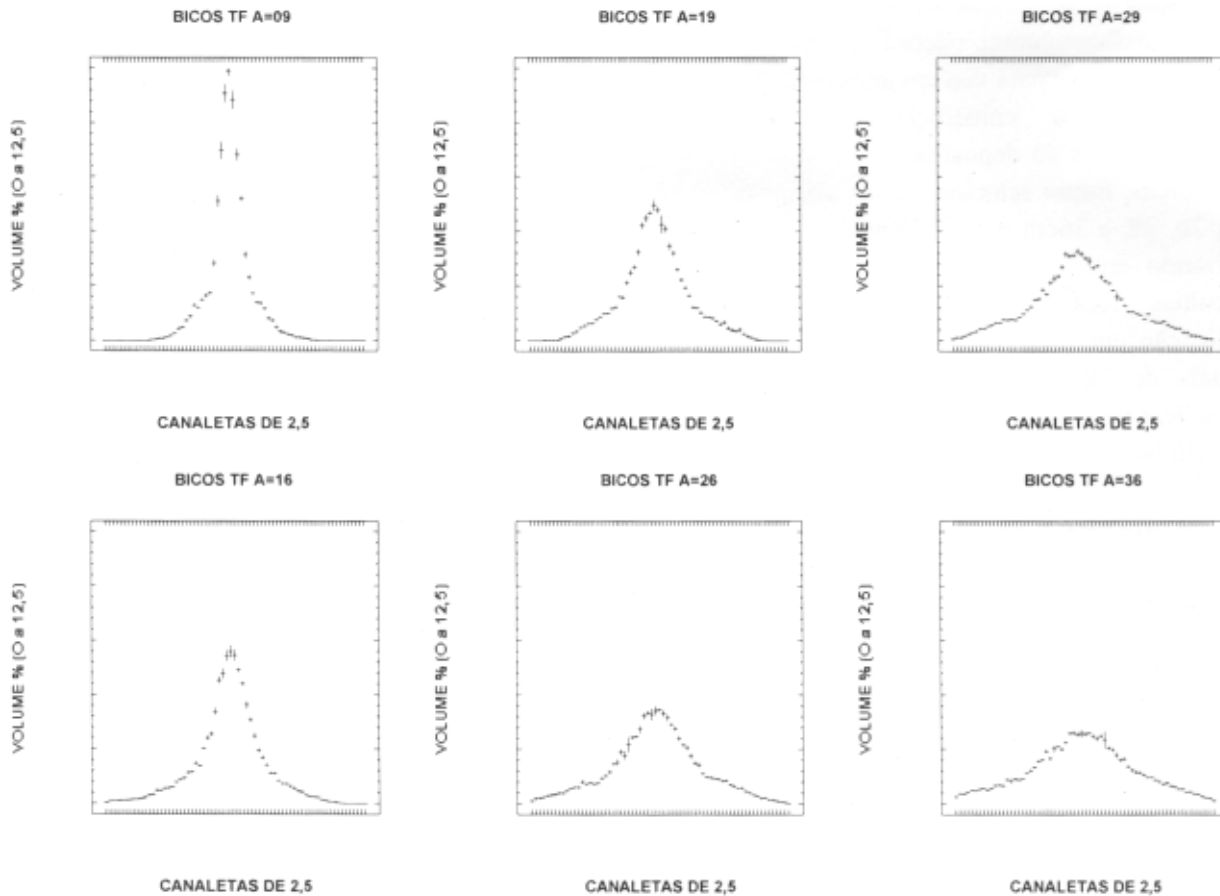 BICOS TF A=09
BICOS TF A=19
BICOS TF A=29
VOLUME % (O a 12,5)
VOLUME % (O a 12,5)
VOLUME % (O a 12,5)
CANALETAS DE 2,5
CANALETAS DE 2,5
CANALETAS DE 2,5
BICOS TF A=16
BICOS TF A=26
BICOS TF A=36
VOLUME % (O a 12,5)
VOLUME % (O a 12,5)
VOLUME % (O a 12,5)
CANALETAS DE 2,5
CANALETAS DE 2,5
CANALETAS DE 2,5